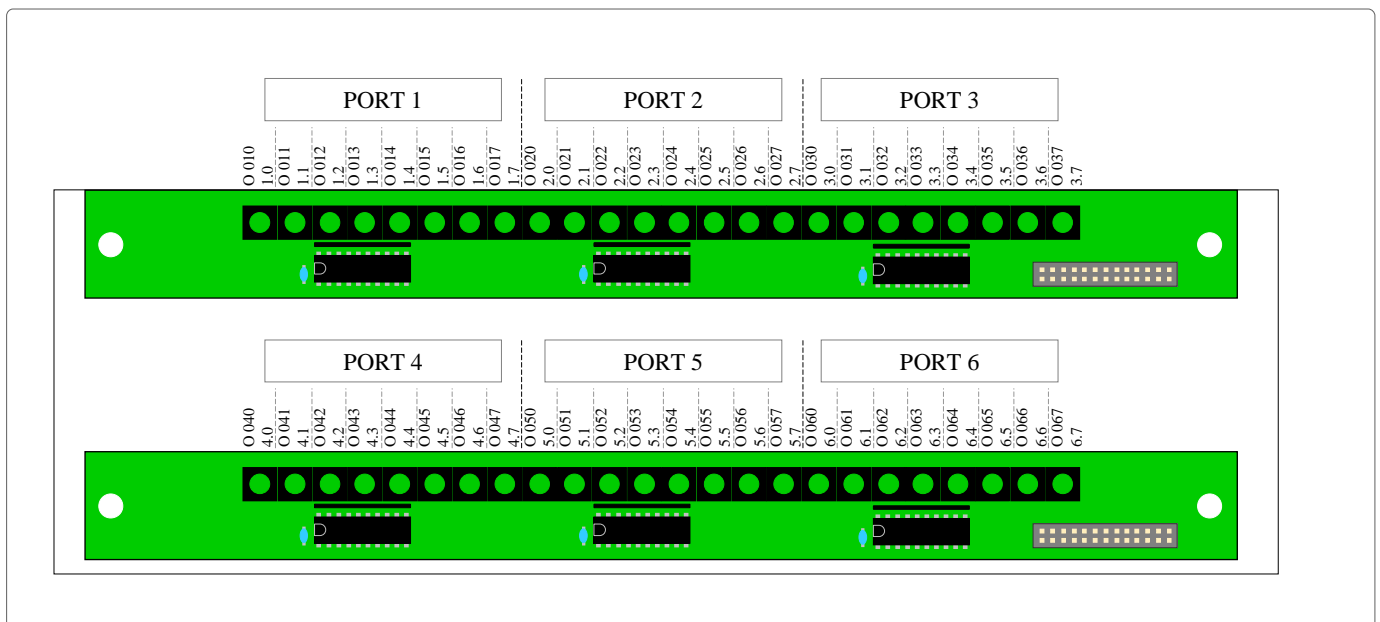 PORT 1
PORT 2
PORT 3
O 010
1.0
O 011
1.1
O 012
1.2
O 013
1.3
O 014
1.4
O 015
1.5
O 016
1.6
O 017
1.7
O 020
2.0
O 021
2.1
O 022
2.2
O 023
2.3
O 024
2.4
O 025
2.5
O 026
2.6
O 027
2.7
O 030
3.0
O 031
3.1
O 032
3.2
O 033
3.3
O 034
3.4
O 035
3.5
O 036
3.6
O 037
3.7
PORT 4
PORT 5
PORT 6
O 040
4.0
O 041
4.1
O 042
4.2
O 043
4.3
O 044
4.4
O 045
4.5
O 046
4.6
O 047
4.7
O 050
5.0
O 051
5.1
O 052
5.2
O 053
5.3
O 054
5.4
O 055
5.5
O 056
5.6
O 057
5.7
O 060
6.0
O 061
6.1
O 062
6.2
O 063
6.3
O 064
6.4
O 065
6.5
O 066
6.6
O 067
6.7